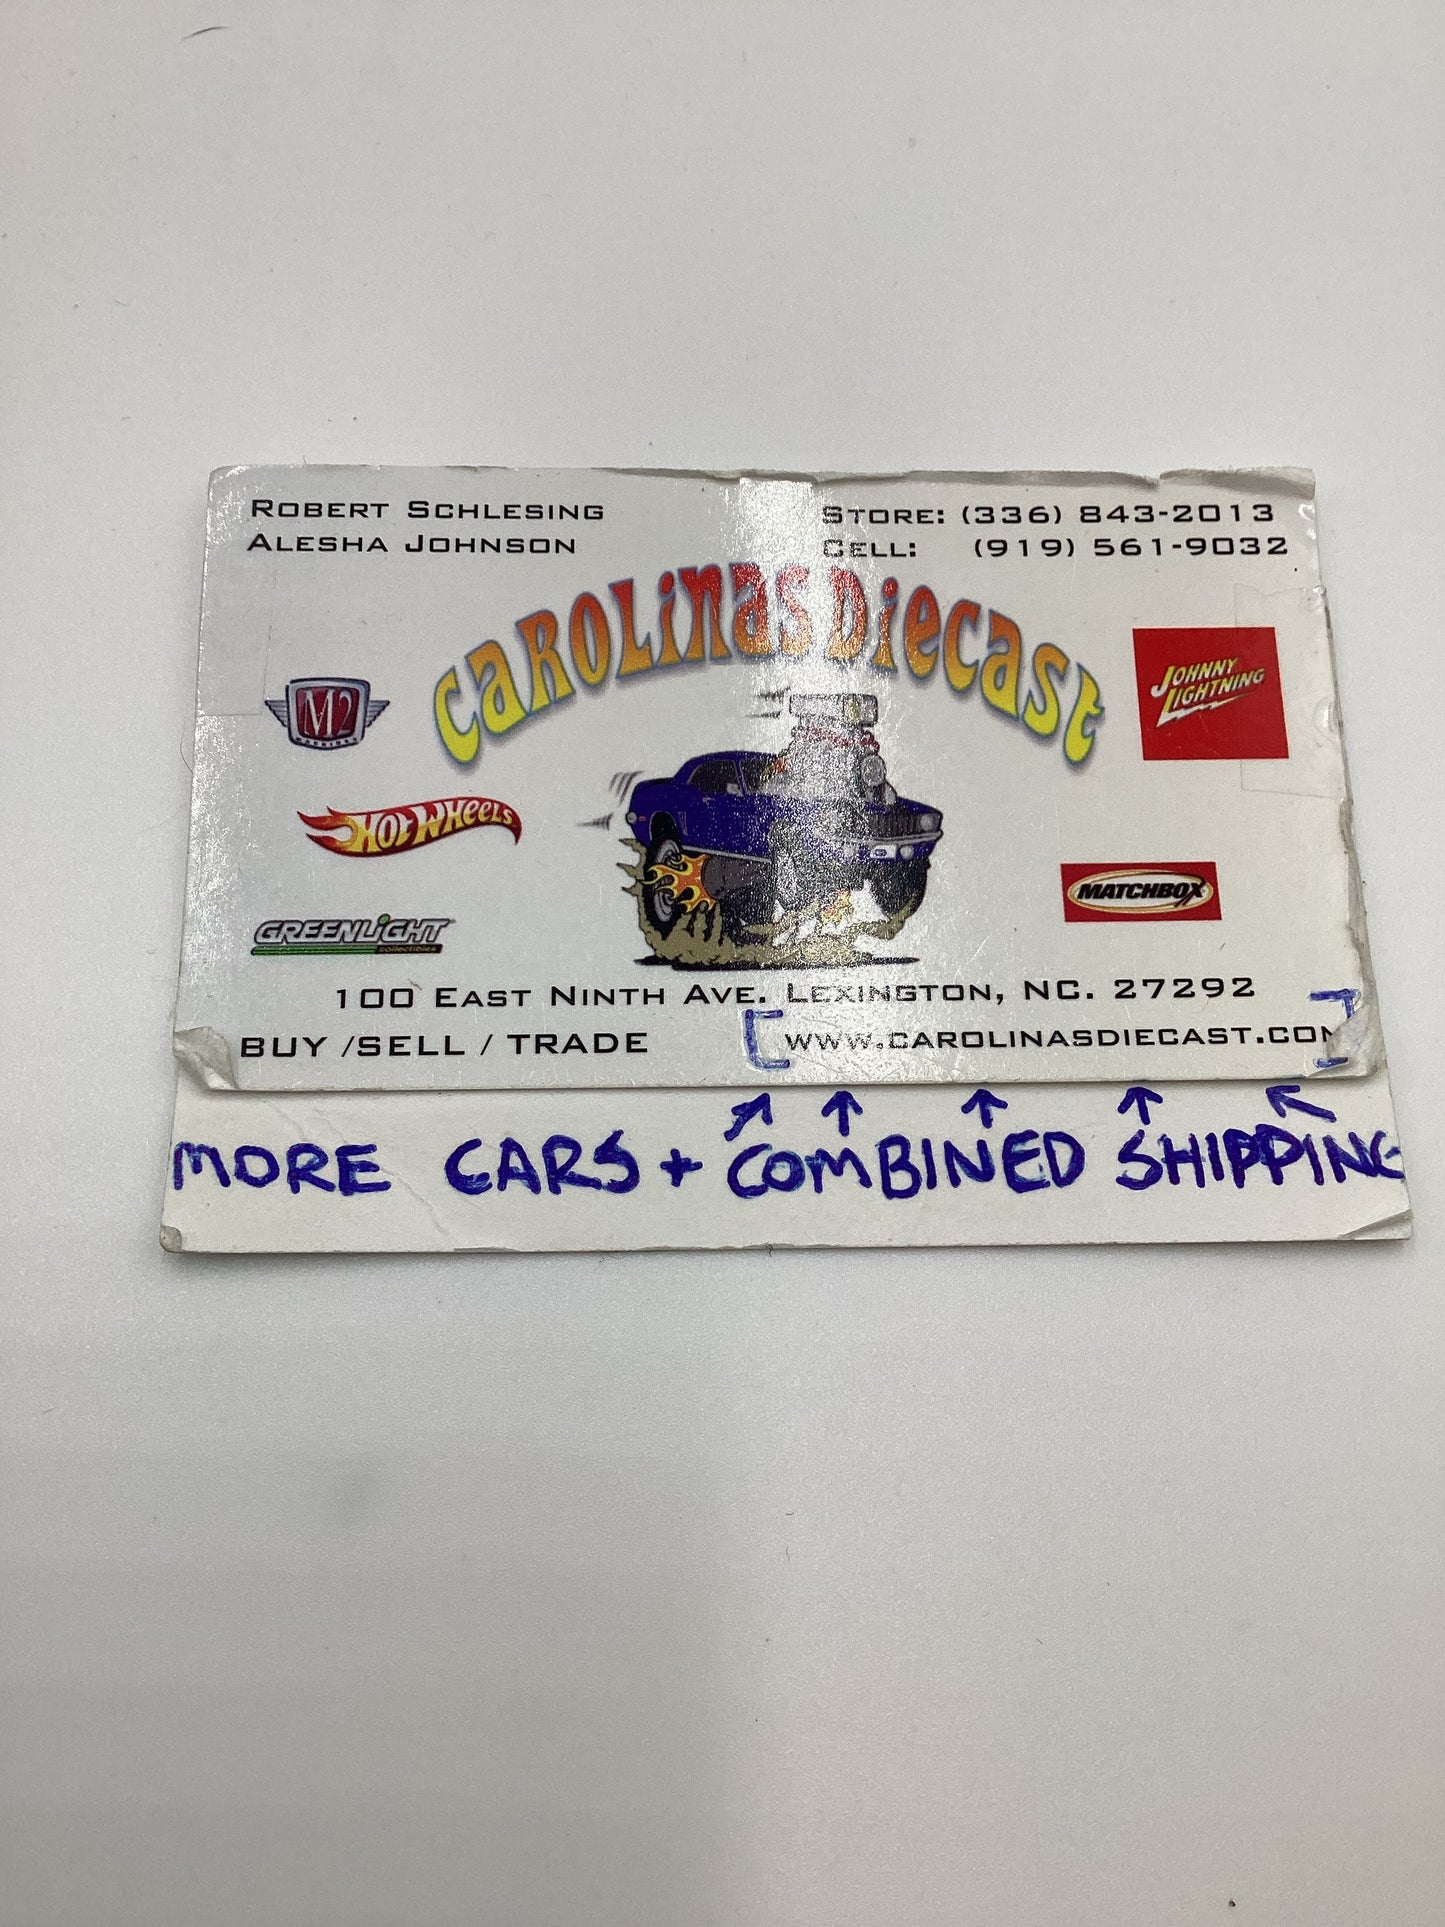 ROBERT SCHLESING
ALESHA JOHNSON
STORE: (336) 843-2013
CELL: (919) 561-9032
CAROLINAS DIECAST
M2
MACHINES
JOHNNY
LIGHTNING
HOT WHEELS
MATCHBOX
GREENLIGHT
collectibles
100 EAST NINTH AVE. LEXINGTON, NC. 27292
BUY /SELL / TRADE
[WWW.CAROLINASDIECAST.COM]
MORE CARS + COMBINED SHIPPING